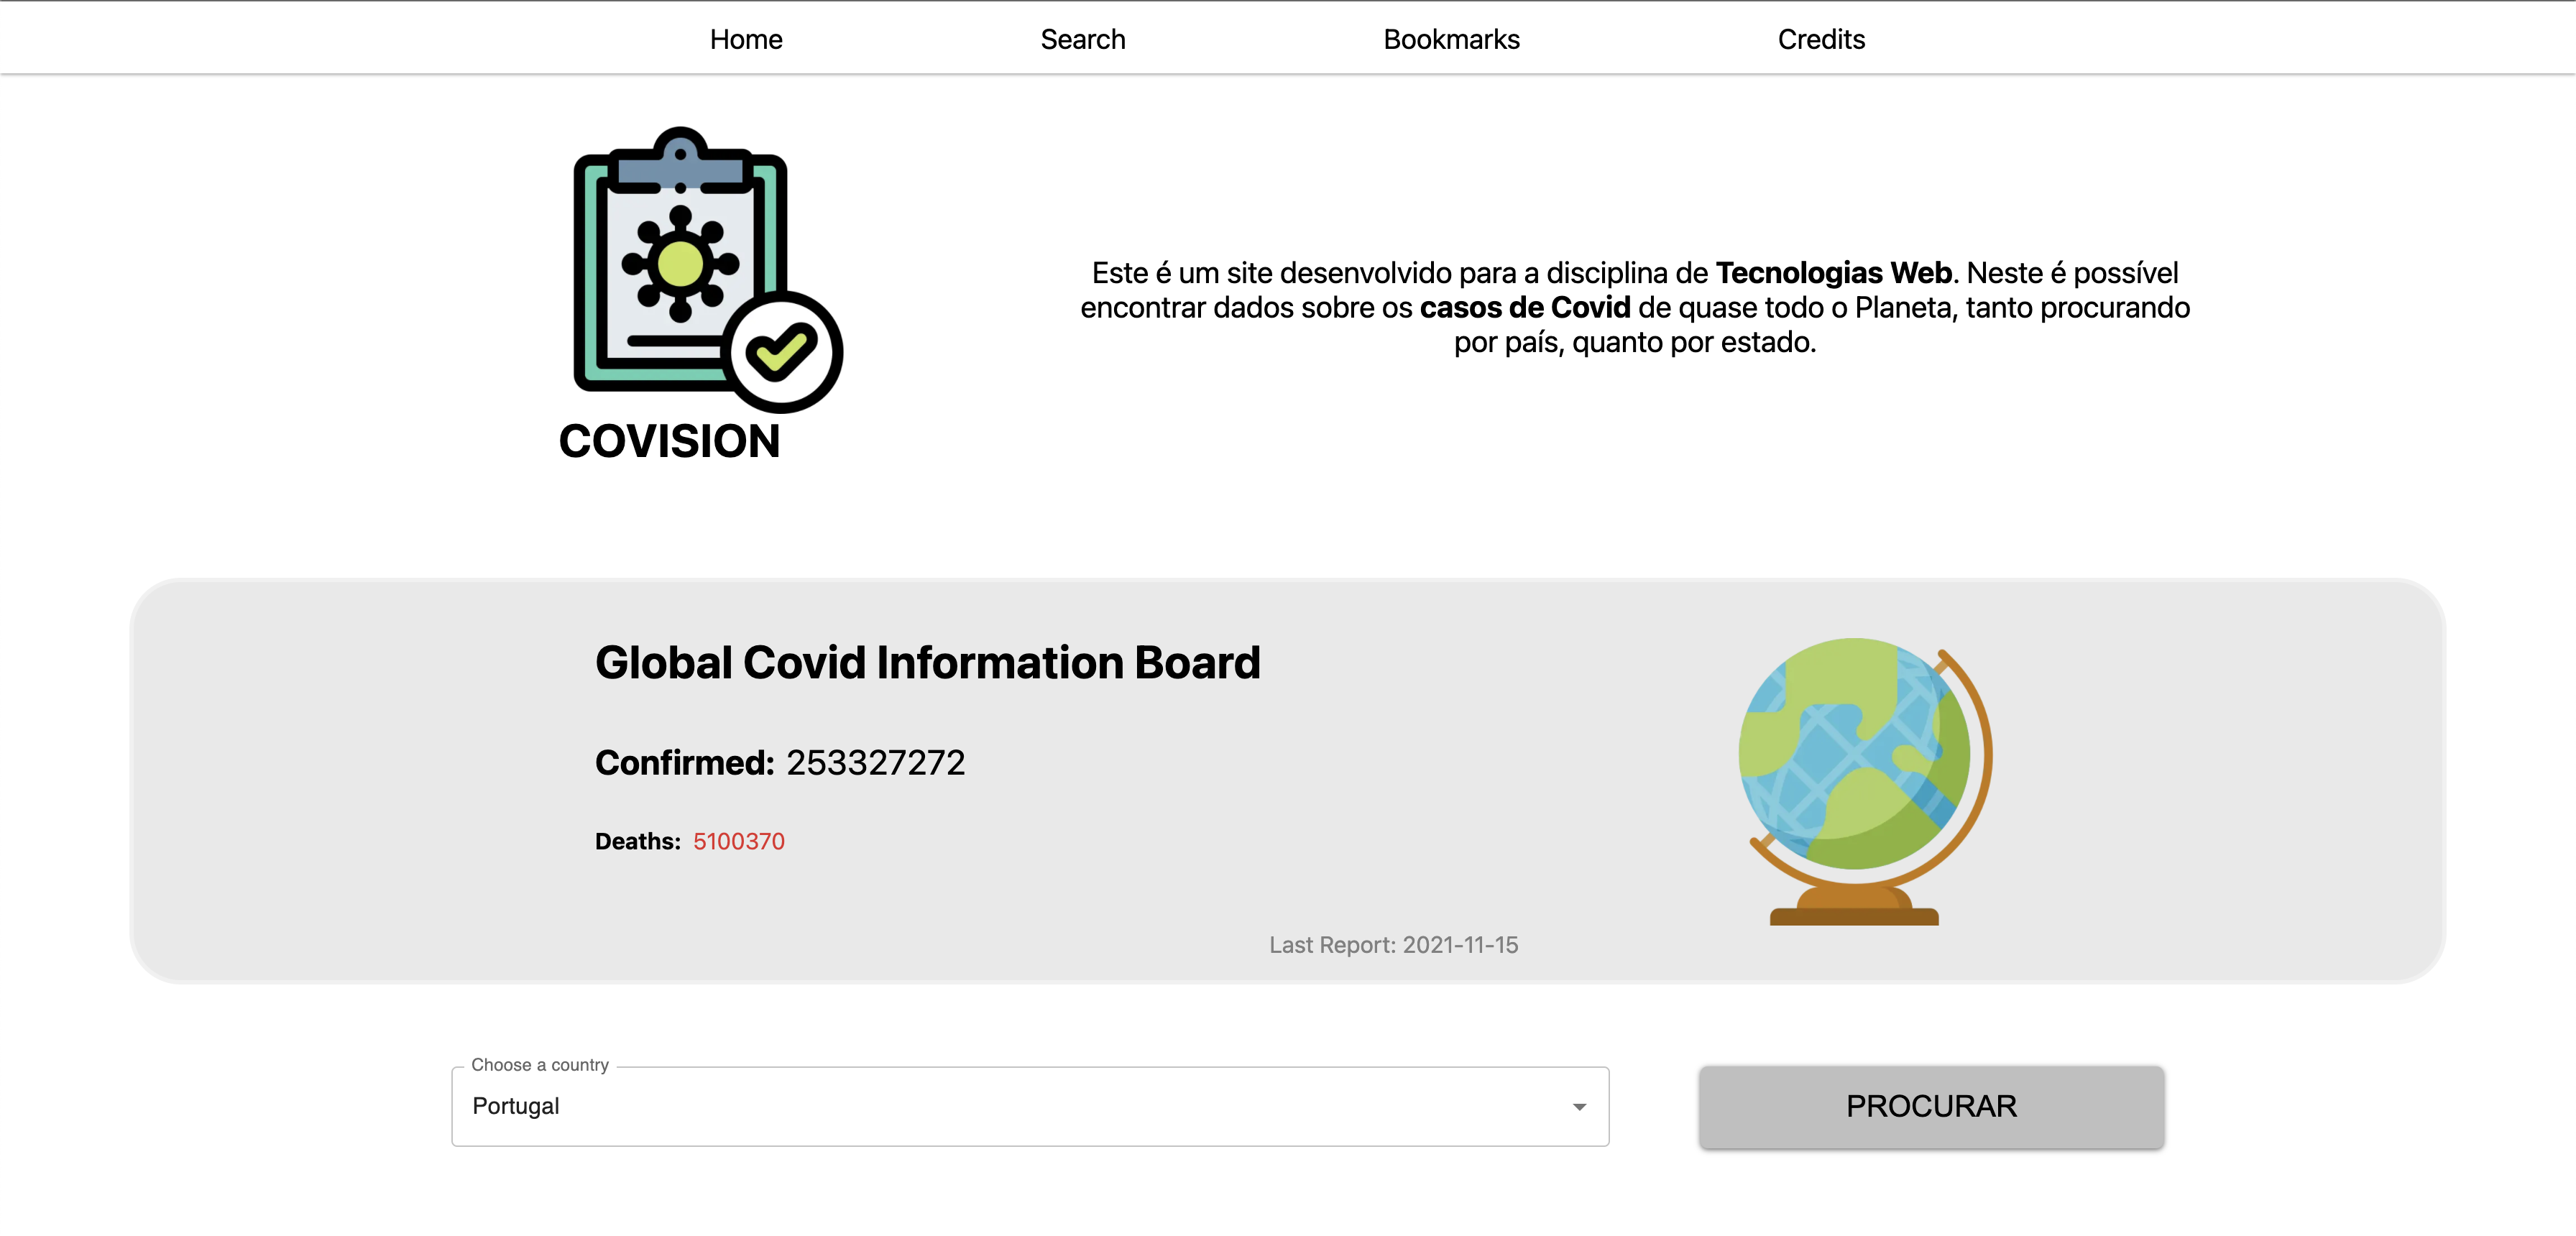 Home Search Bookmarks Credits
COVISION
Este é um site desenvolvido para a disciplina de Tecnologias Web. Neste é possível
encontrar dados sobre os casos de Covid de quase todo o Planeta, tanto procurando
por país, quanto por estado.
Global Covid Information Board
Confirmed: 253327272
Deaths: 5100370
Last Report: 2021-11-15
Choose a country
Portugal
PROCURAR